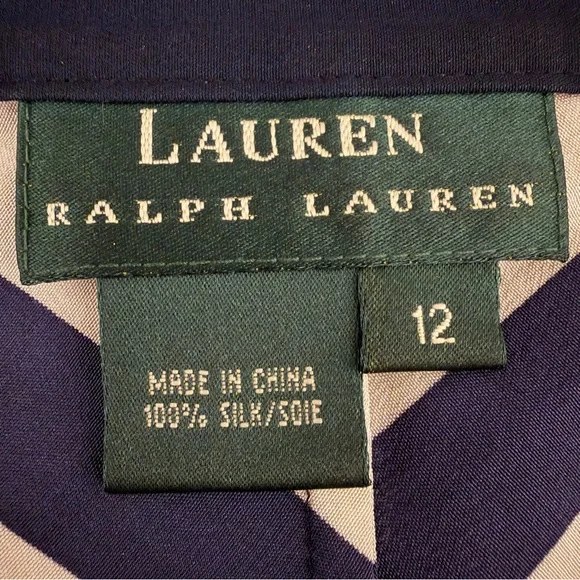 LAUREN
RALPH LAUREN
12
MADE IN CHINA
100% SILK/SOIE